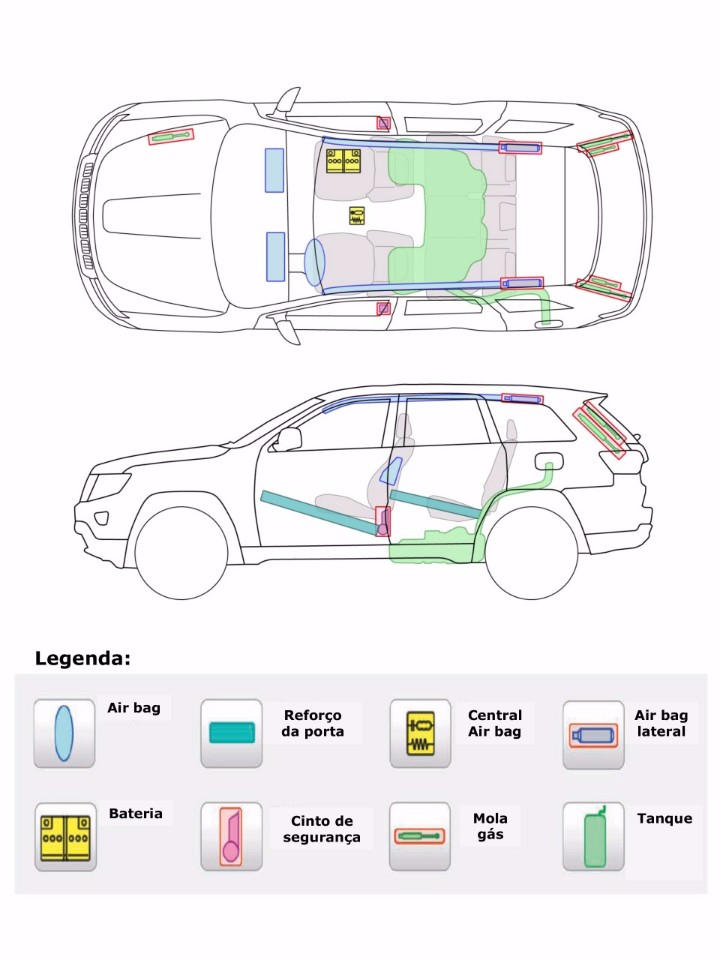 Legenda:
Air bag
Reforço
da porta
Central
Air bag
Air bag
lateral
Bateria
Cinto de
segurança
Mola
gás
Tanque